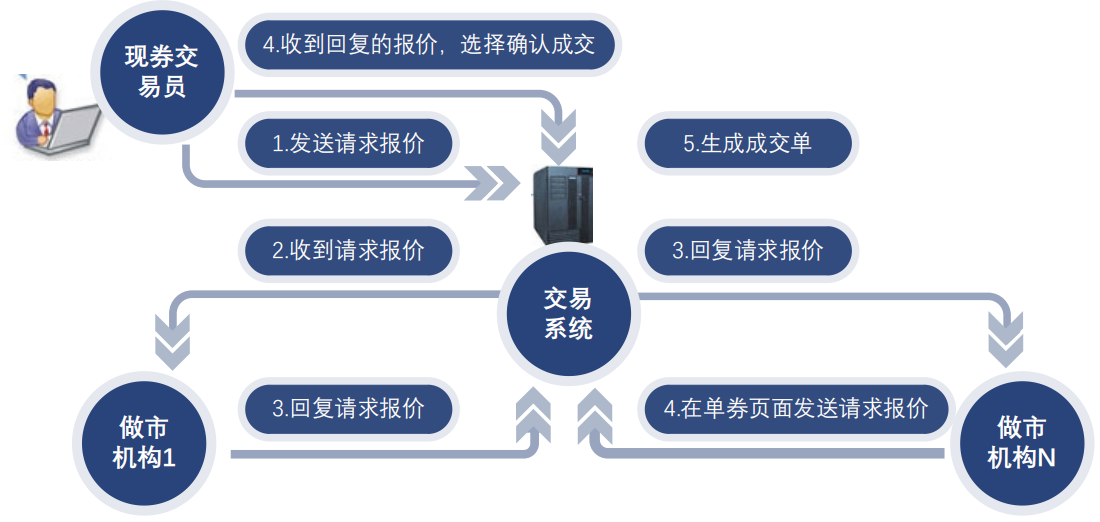 现券交
易员
4.收到回复的报价，选择确认成交
1.发送请求报价
5.生成成交单
2.收到请求报价
3.回复请求报价
交易
系统
3.回复请求报价
4.在单券页面发送请求报价
做市
机构1
做市
机构N